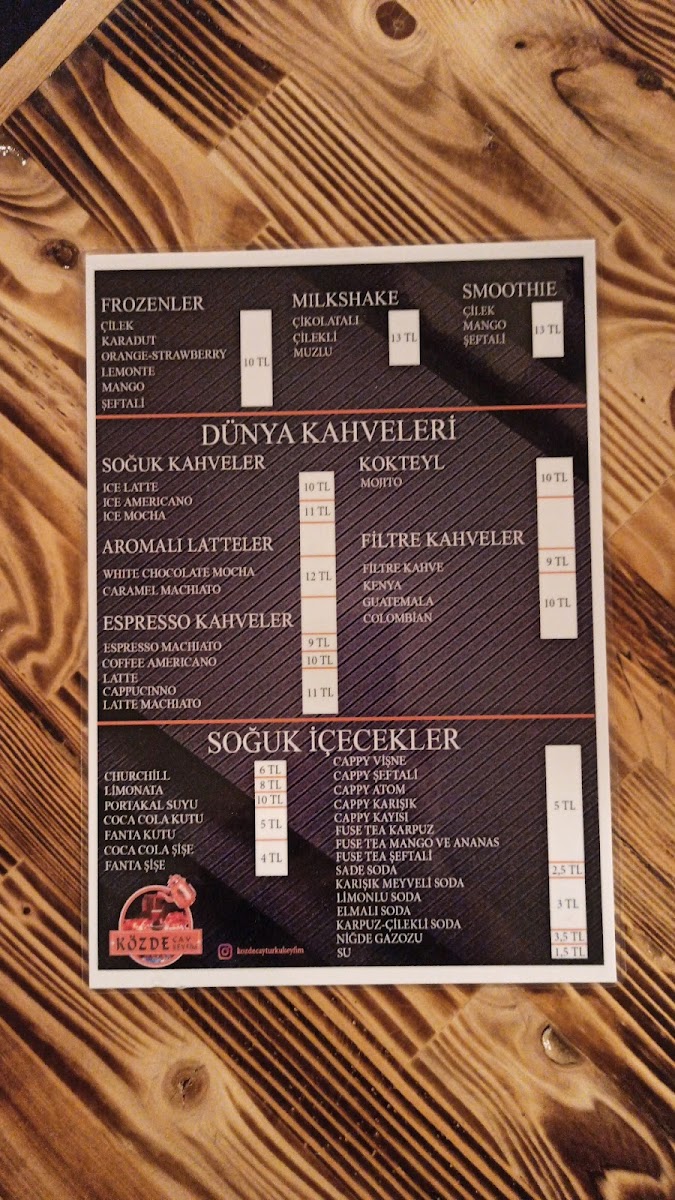 FROZENLER
ÇİLEK
KARADUT
ORANGE-STRAWBERRY
LEMONTE
MANGO
ŞEFTALİ
10 TL
MILKSHAKE
ÇİKOLATALI
ÇİLEKLİ
MUZLU
13 TL
SMOOTHIE
ÇİLEK
MANGO
ŞEFTALİ
13 TL
DÜNYA KAHVELERİ
SOĞUK KAHVELER
ICE LATTE
ICE AMERICANO
10 TL
ICE MOCHA
11 TL
AROMALI LATTELER
WHITE CHOCOLATE MOCHA
CARAMEL MACHIATO
12 TL
ESPRESSO KAHVELER
ESPRESSO MACHIATO 9 TL
COFFEE AMERICANO 10 TL
LATTE
CAPPUCINNO
LATTE MACHIATO
11 TL
KOKTEYL
MOJITO
10 TL
FİLTRE KAHVELER
FİLTRE KAHVE 9 TL
KENYA
GUATEMALA
COLOMBİAN
10 TL
SOĞUK İÇECEKLER
CHURCHİLL 6 TL
LİMONATA 8 TL
PORTAKAL SUYU 10 TL
COCA COLA KUTU
FANTA KUTU
5 TL
COCA COLA ŞİŞE
FANTA ŞİŞE
4 TL
CAPPY VİŞNE
CAPPY ŞEFTALİ
CAPPY ATOM
CAPPY KARIŞIK
CAPPY KAYISI
FUSE TEA KARPUZ
FUSE TEA MANGO VE ANANAS
FUSE TEA ŞEFTALİ
5 TL
SADE SODA 2,5 TL
KARIŞIK MEYVELİ SODA
LİMONLU SODA
ELMALI SODA
KARPUZ-ÇİLEKLİ SODA
3 TL
NİĞDE GAZOZU 3,5 TL
SU 1,5 TL
KÖZDE ÇAY
kozdecayturkulseyfim